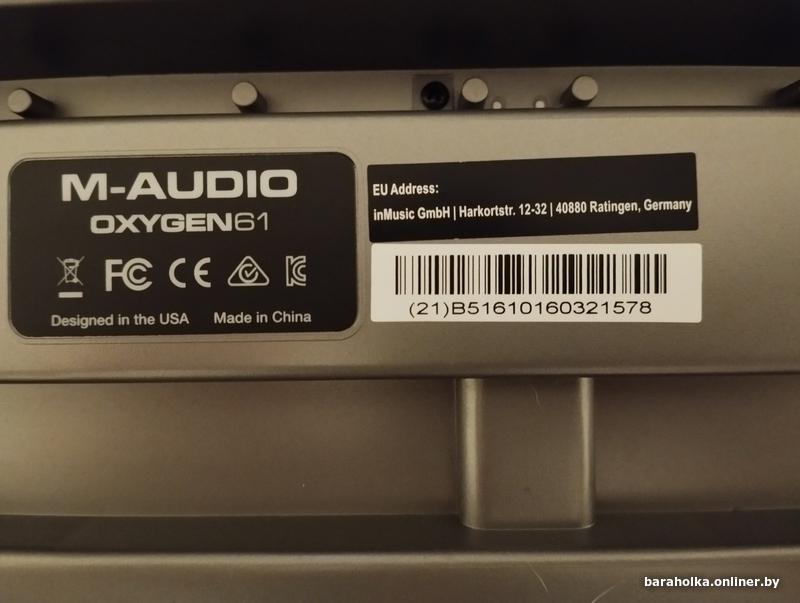 M-AUDIO
OXYGEN61
FC CE
Designed in the USA Made in China
EU Address:
inMusic GmbH | Harkortstr. 12-32 | 40880 Ratingen, Germany
(21)B51610160321578
baraholka.onliner.by